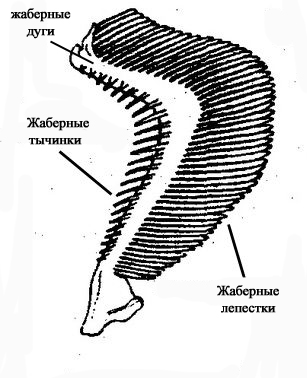 жаберные
дуги
Жаберные
тычинки
Жаберные
лепестки